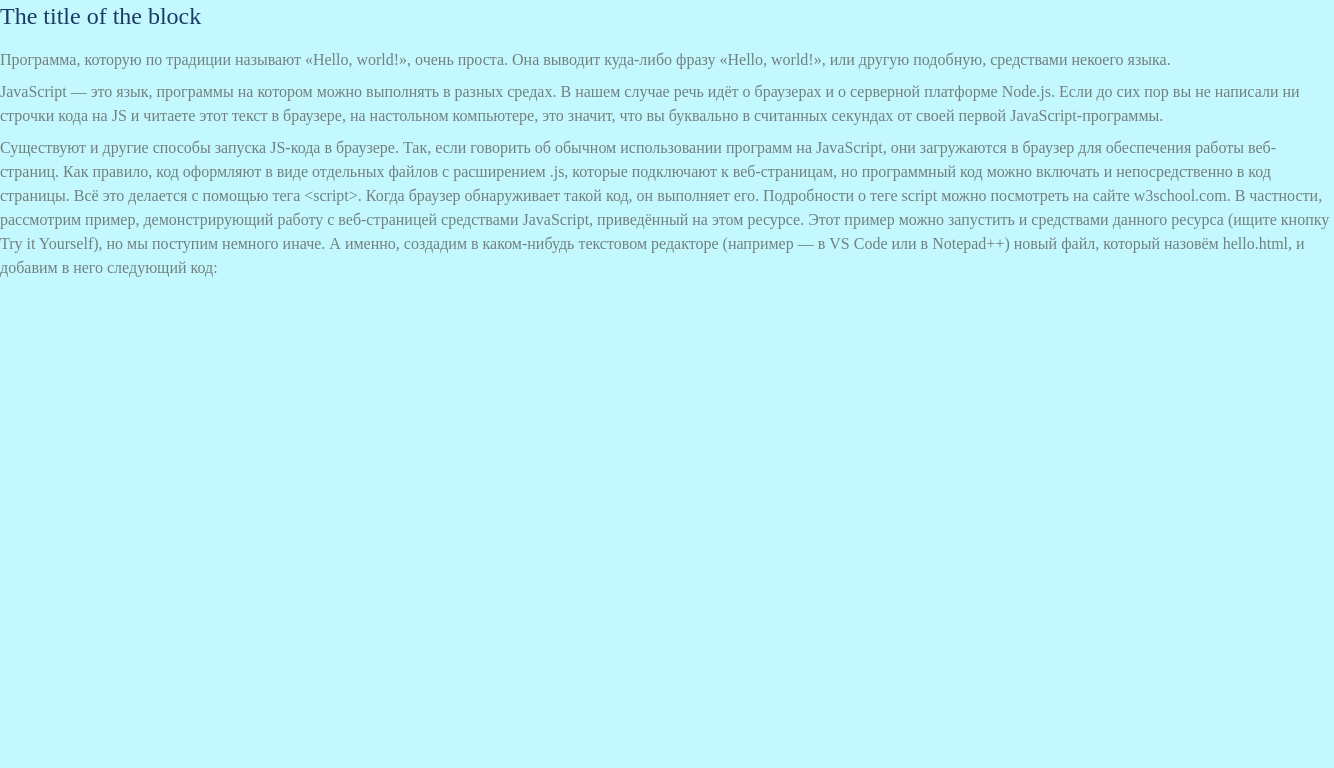 The title of the block
Программа, которую по традиции называют «Hello, world!», очень проста. Она выводит куда-либо фразу «Hello, world!», или другую подобную, средствами некоего языка.
JavaScript — это язык, программы на котором можно выполнять в разных средах. В нашем случае речь идёт о браузерах и о серверной платформе Node.js. Если до сих пор вы не написали ни
строчки кода на JS и читаете этот текст в браузере, на настольном компьютере, это значит, что вы буквально в считанных секундах от своей первой JavaScript-программы.
Существуют и другие способы запуска JS-кода в браузере. Так, если говорить об обычном использовании программ на JavaScript, они загружаются в браузер для обеспечения работы веб-
страниц. Как правило, код оформляют в виде отдельных файлов с расширением .js, которые подключают к веб-страницам, но программный код можно включать и непосредственно в код
страницы. Всё это делается с помощью тега <script>. Когда браузер обнаруживает такой код, он выполняет его. Подробности о теге script можно посмотреть на сайте w3school.com. В частности,
рассмотрим пример, демонстрирующий работу с веб-страницей средствами JavaScript, приведённый на этом ресурсе. Этот пример можно запустить и средствами данного ресурса (ищите кнопку
Try it Yourself), но мы поступим немного иначе. А именно, создадим в каком-нибудь текстовом редакторе (например — в VS Code или в Notepad++) новый файл, который назовём hello.html, и
добавим в него следующий код: